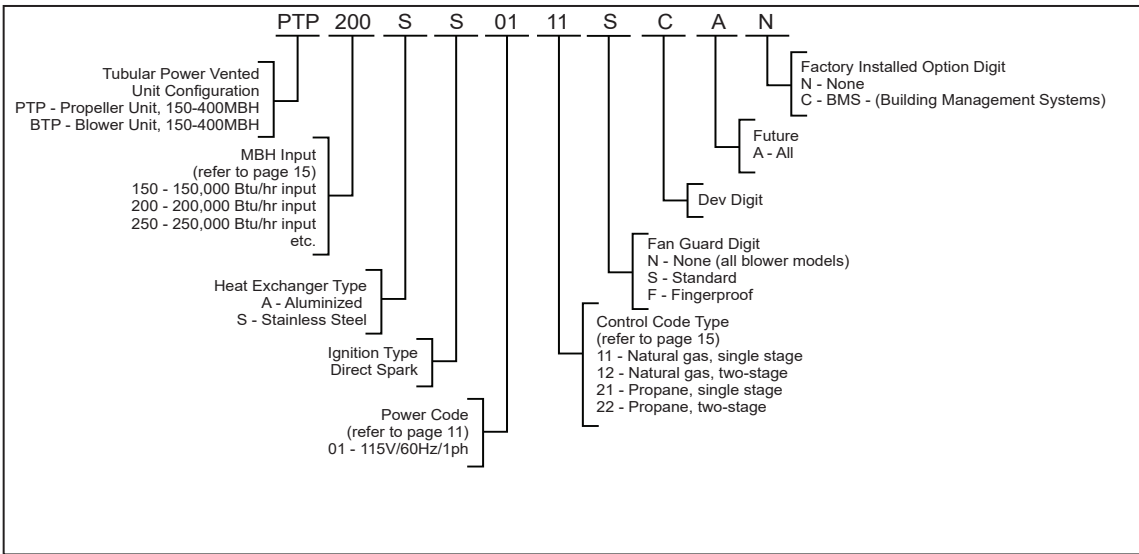 PTP 200 S S 01 11 S C A N
Tubular Power Vented
Unit Configuration
PTP - Propeller Unit, 150-400MBH
BTP - Blower Unit, 150-400MBH
MBH Input
(refer to page 15)
150 - 150,000 Btu/hr input
200 - 200,000 Btu/hr input
250 - 250,000 Btu/hr input
etc.
Heat Exchanger Type
A - Aluminized
S - Stainless Steel
Ignition Type
Direct Spark
Power Code
(refer to page 11)
01 - 115V/60Hz/1ph
Control Code Type
(refer to page 15)
11 - Natural gas, single stage
12 - Natural gas, two-stage
21 - Propane, single stage
22 - Propane, two-stage
Fan Guard Digit
N - None (all blower models)
S - Standard
F - Fingerproof
Dev Digit
Future
A - All
Factory Installed Option Digit
N - None
C - BMS - (Building Management Systems)